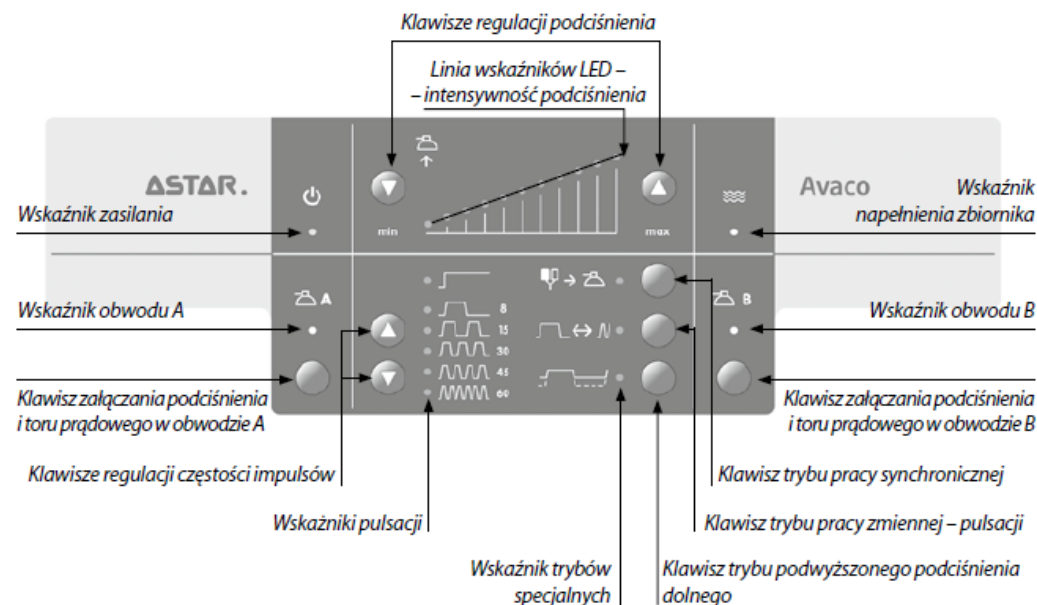 Klawisze regulacji podciśnienia
Linia wskaźników LED –
– intensywność podciśnienia
ASTAR.
Avaco
Wskaźnik zasilania
min
max
Wskaźnik
napełnienia zbiornika
Wskaźnik obwodu A
A
8
15
30
45
60
B
Wskaźnik obwodu B
Klawisz załączania podciśnienia
i toru prądowego w obwodzie A
Klawisz załączania podciśnienia
i toru prądowego w obwodzie B
Klawisze regulacji częstości impulsów
Klawisz trybu pracy synchronicznej
Wskaźniki pulsacji
Klawisz trybu pracy zmiennej – pulsacji
Wskaźnik trybów
specjalnych
Klawisz trybu podwyższonego podciśnienia
dolnego